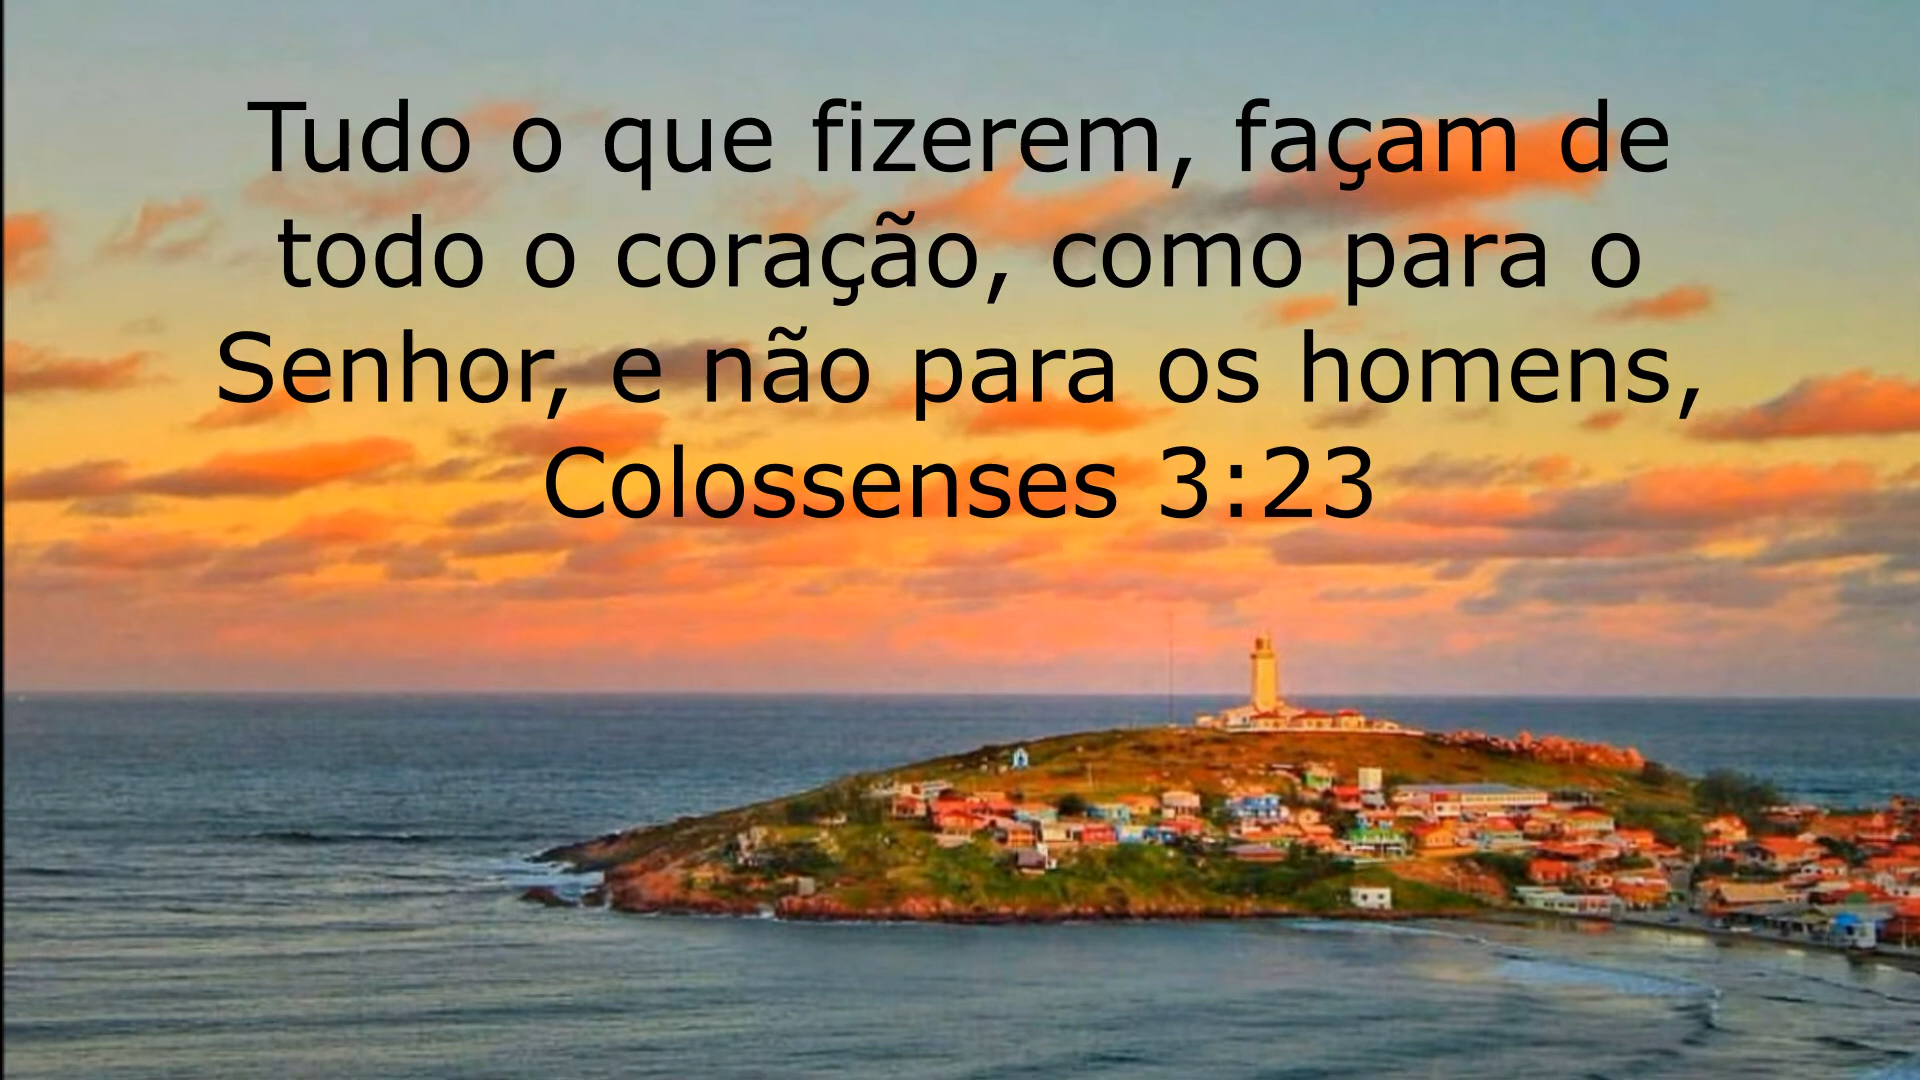 Tudo o que fizerem, façam de
todo o coração, como para o
Senhor, e não para os homens,
Colossenses 3:23